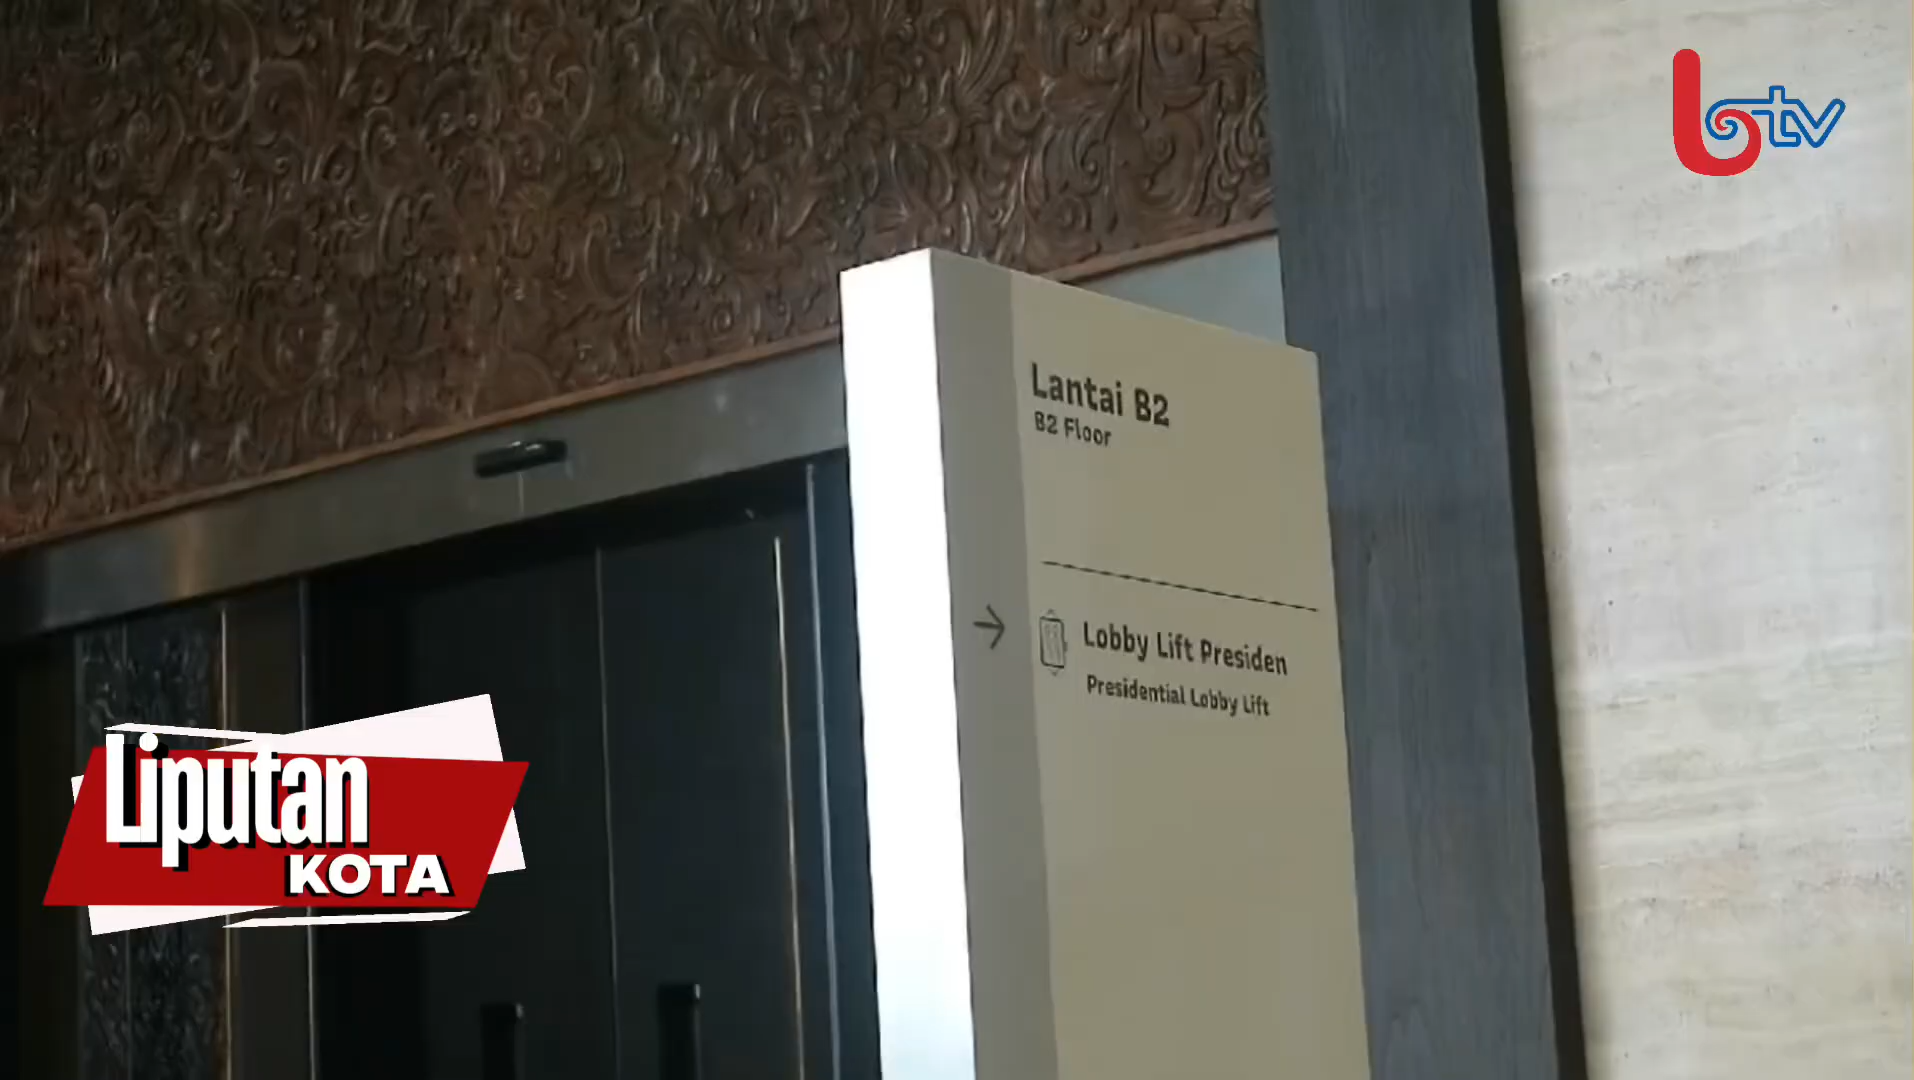 btv
Lantai B2
B2 Floor
Lobby Lift Presiden
Presidential Lobby Lift
Liputan
KOTA